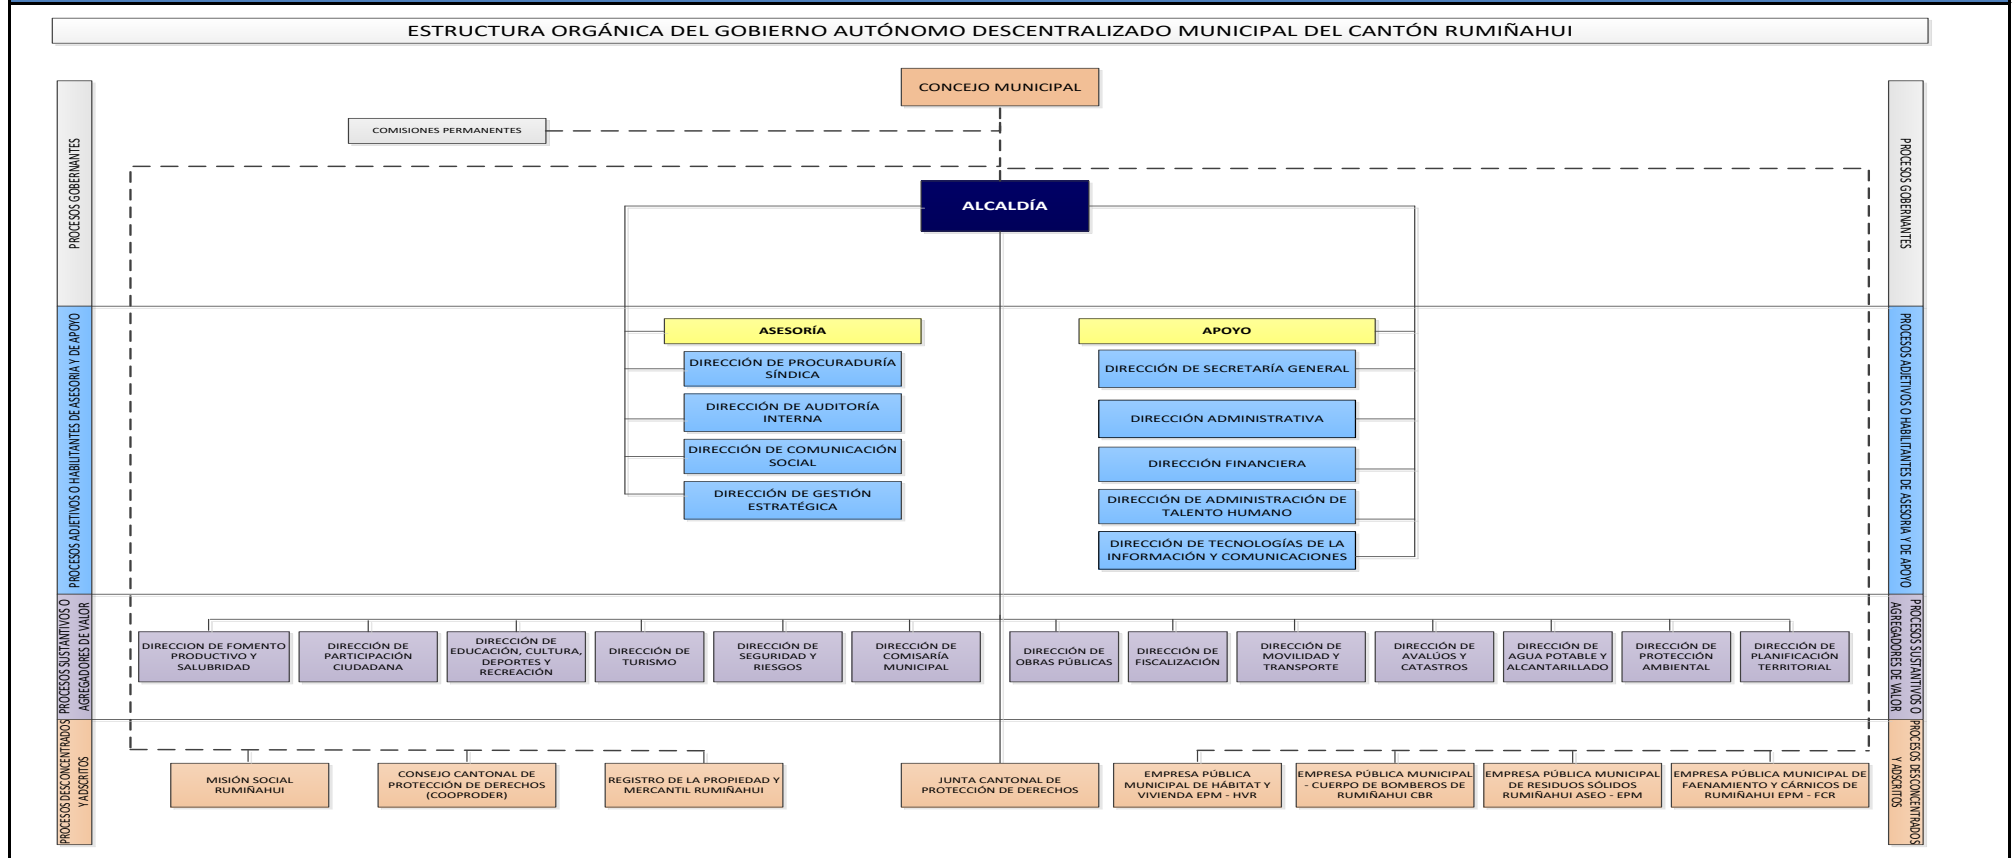 ESTRUCTURA ORGÁNICA DEL GOBIERNO AUTÓNOMO DESCENTRALIZADO MUNICIPAL DEL CANTÓN RUMIÑAHUI
CONCEJO MUNICIPAL
COMISIONES PERMANENTES
ALCALDÍA
PROCESOS GOBERNANTES
PROCESOS GOBERNANTES
PROCESOS ADJETIVOS O HABILITANTES DE ASESORIA Y DE APOYO
ASESORÍA
DIRECCIÓN DE PROCURADURÍA
SÍNDICA
DIRECCIÓN DE AUDITORÍA
INTERNA
DIRECCIÓN DE COMUNICACIÓN
SOCIAL
DIRECCIÓN DE GESTIÓN
ESTRATÉGICA
APOYO
DIRECCIÓN DE SECRETARÍA GENERAL
DIRECCIÓN ADMINISTRATIVA
DIRECCIÓN FINANCIERA
DIRECCIÓN DE ADMINISTRACIÓN DE
TALENTO HUMANO
DIRECCIÓN DE TECNOLOGÍAS DE LA
INFORMACIÓN Y COMUNICACIONES
PROCESOS ADJETIVOS O HABILITANTES DE ASESORIA Y DE APOYO
PROCESOS SUSTANTIVOS O
AGREGADORES DE VALOR
DIRECCION DE FOMENTO
PRODUCTIVO Y
SALUBRIDAD
DIRECCIÓN DE
PARTICIPACIÓN
CIUDADANA
DIRECCIÓN DE
EDUCACIÓN, CULTURA,
DEPORTES Y
RECREACIÓN
DIRECCIÓN DE
TURISMO
DIRECCIÓN DE
SEGURIDAD Y
RIESGOS
DIRECCIÓN DE
COMISARÍA
MUNICIPAL
DIRECCIÓN DE
OBRAS PÚBLICAS
DIRECCIÓN DE
FISCALIZACIÓN
DIRECCIÓN DE
MOVILIDAD Y
TRANSPORTE
DIRECCIÓN DE
AVALÚOS Y
CATASTROS
DIRECCIÓN DE
AGUA POTABLE Y
ALCANTARILLADO
DIRECCIÓN DE
PROTECCIÓN
AMBIENTAL
DIRECCIÓN DE
PLANIFICACIÓN
TERRITORIAL
PROCESOS SUSTANTIVOS O
AGREGADORES DE VALOR
PROCESOS DESCONCENTRADOS
Y ADSCRITOS
MISIÓN SOCIAL
RUMIÑAHUI
CONSEJO CANTONAL DE
PROTECCIÓN DE DERECHOS
(COOPRODER)
REGISTRO DE LA PROPIEDAD Y
MERCANTIL RUMIÑAHUI
JUNTA CANTONAL DE
PROTECCIÓN DE DERECHOS
EMPRESA PÚBLICA
MUNICIPAL DE HÁBITAT Y
VIVIENDA EPM - HVR
EMPRESA PÚBLICA MUNICIPAL
- CUERPO DE BOMBEROS DE
RUMIÑAHUI CBR
EMPRESA PÚBLICA MUNICIPAL
DE RESIDUOS SÓLIDOS
RUMIÑAHUI ASEO - EPM
EMPRESA PÚBLICA MUNICIPAL DE
FAENAMIENTO Y CÁRNICOS DE
RUMIÑAHUI EPM - FCR
PROCESOS DESCONCENTRADOS
Y ADSCRITOS